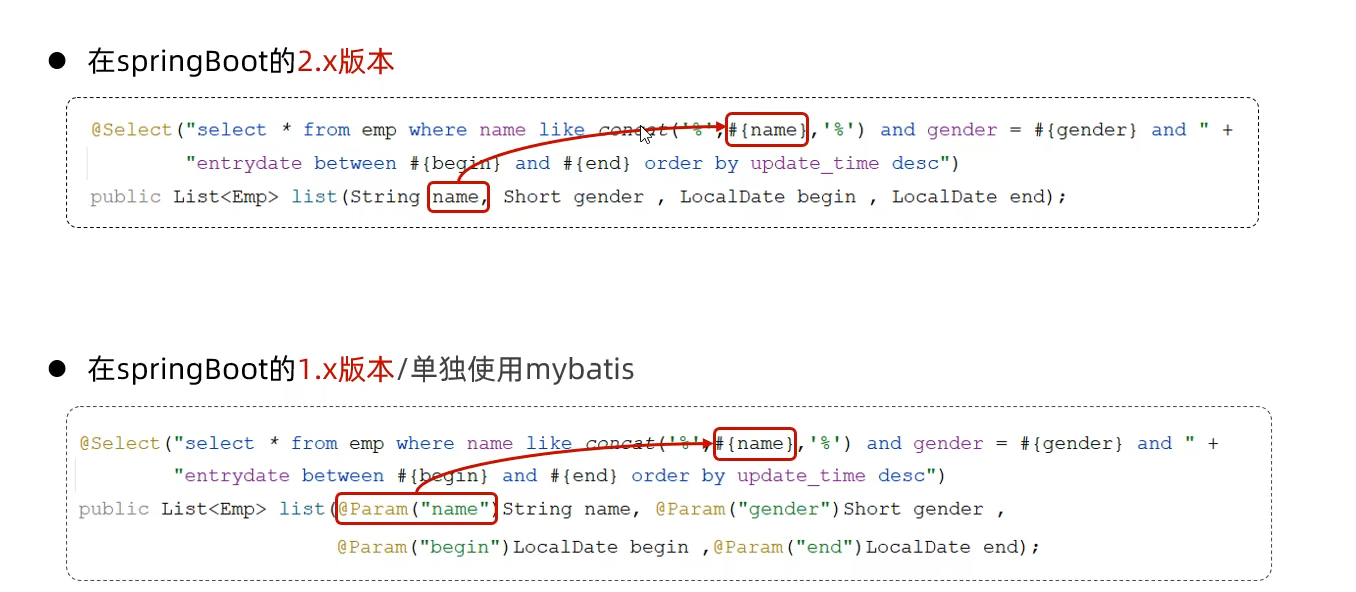 ● 在springBoot的2.x版本
@Select("select * from emp where name like concat('%',#{name},'%') and gender = #{gender} and " +
"entrydate between #{begin} and #{end} order by update_time desc")
public List<Emp> list(String name, Short gender , LocalDate begin , LocalDate end);
● 在springBoot的1.x版本/单独使用mybatis
@Select("select * from emp where name like concat('%',#{name},'%') and gender = #{gender} and " +
"entrydate between #{begin} and #{end} order by update_time desc")
public List<Emp> list(@Param("name")String name, @Param("gender")Short gender ,
@Param("begin")LocalDate begin ,@Param("end")LocalDate end);